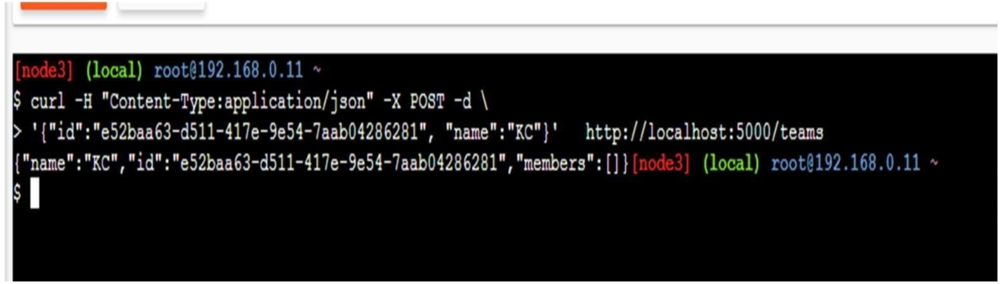 [node3] (local) root@192.168.0.11 ~
$ curl -H "Content-Type:application/json" -X POST -d \
> '{"id":"e52baa63-d511-417e-9e54-7aab04286281", "name":"KC"}' http://localhost:5000/teams
{"name":"KC","id":"e52baa63-d511-417e-9e54-7aab04286281","members":[]}[node3] (local) root@192.168.0.11 ~
$